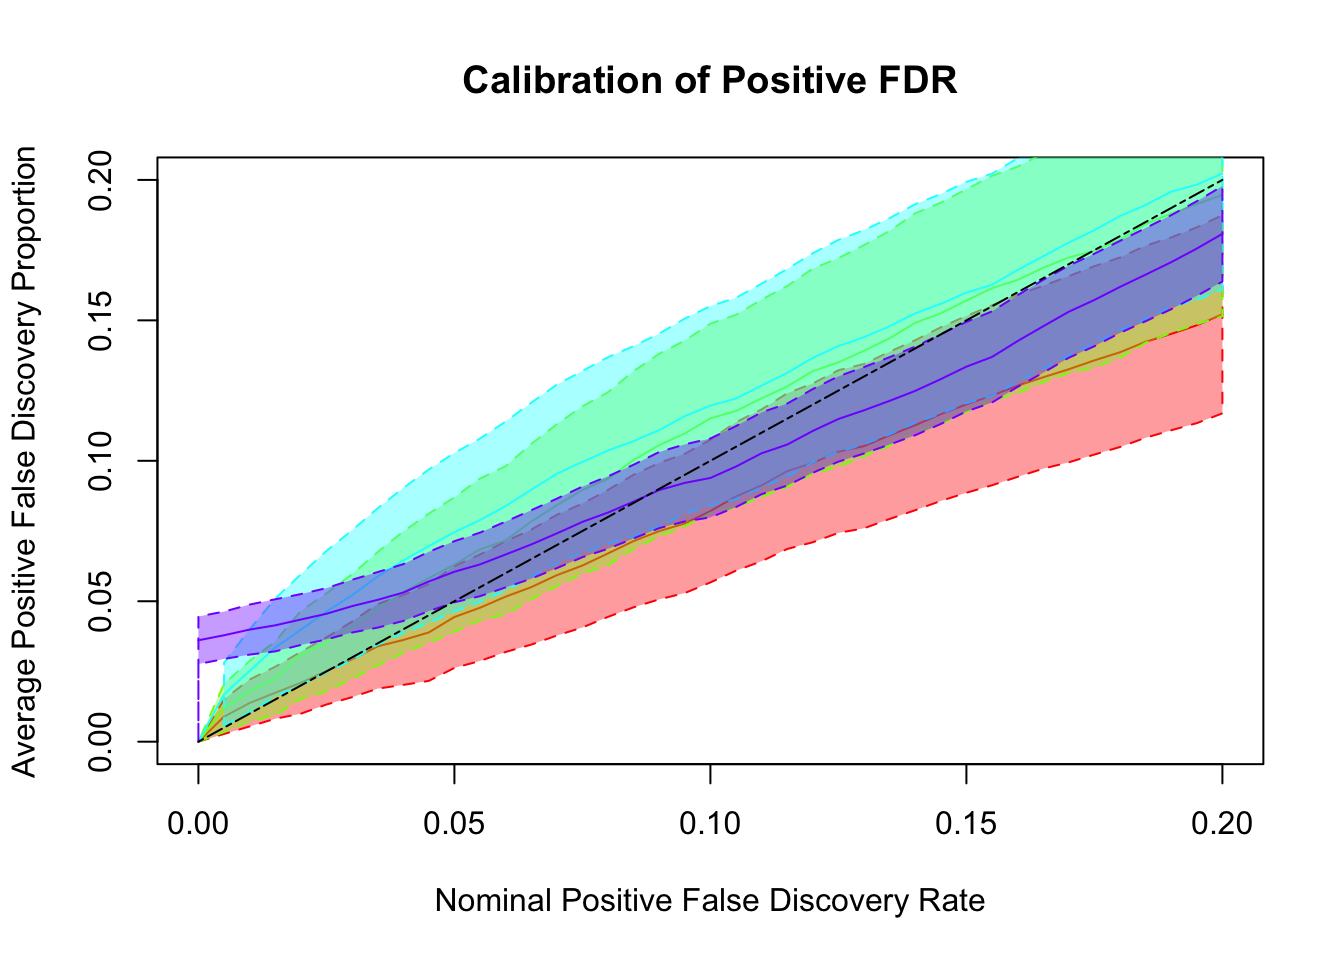 Calibration of Positive FDR
Average Positive False Discovery Proportion
0.20
0.15
0.10
0.05
0.00
0.00 0.05 0.10 0.15 0.20
Nominal Positive False Discovery Rate